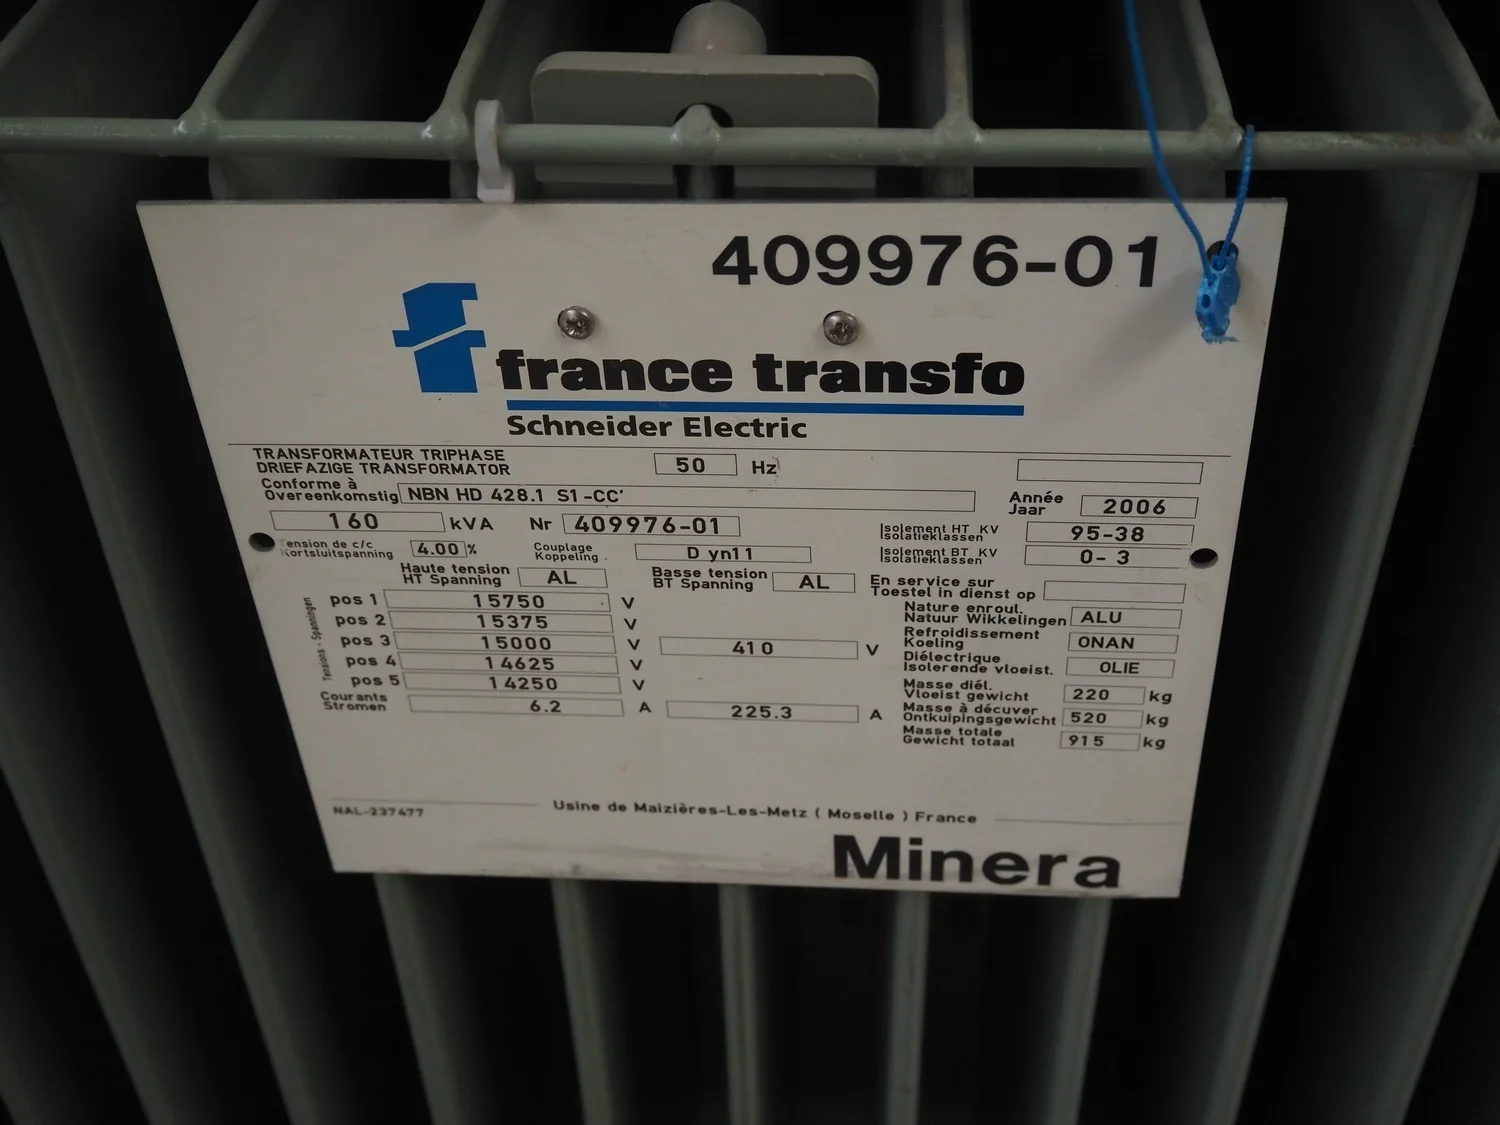 409976-01
france transfo
Schneider Electric
TRANSFORMATEUR TRIPHASE
DRIEFAZIGE TRANSFORMATOR
50 Hz
Conforme à
Overeenkomstig NBN HD 428.1 S1-CC'
Année
Jaar 2006
160 kVA Nr 409976-01
Isolement HT KV
Isolatieklassen 95-38
Tension de c/c
Kortsluitspanning 4.00 %
Couplage
Koppeling D yn11
Isolement BT KV
Isolatieklassen 0-3
Haute tension
HT Spanning AL
Basse tension
BT Spanning AL
En service sur
Toestel in dienst op
Tensions - Spanningen
pos 1 15750 V
pos 2 15375 V
pos 3 15000 V 410 V
pos 4 14625 V
pos 5 14250 V
Courants
Stromen 6.2 A 225.3 A
Nature enroul.
Natuur Wikkelingen ALU
Refroidissement
Koeling ONAN
Diélectrique
Isolerende vloeist. OLIE
Masse diél.
Vloeist gewicht 220 kg
Masse à décuver
Ontkuipingsgewicht 520 kg
Masse totale
Gewicht totaal 915 kg
NAL-237477
Usine de Maizières-Les-Metz ( Moselle ) France
Minera